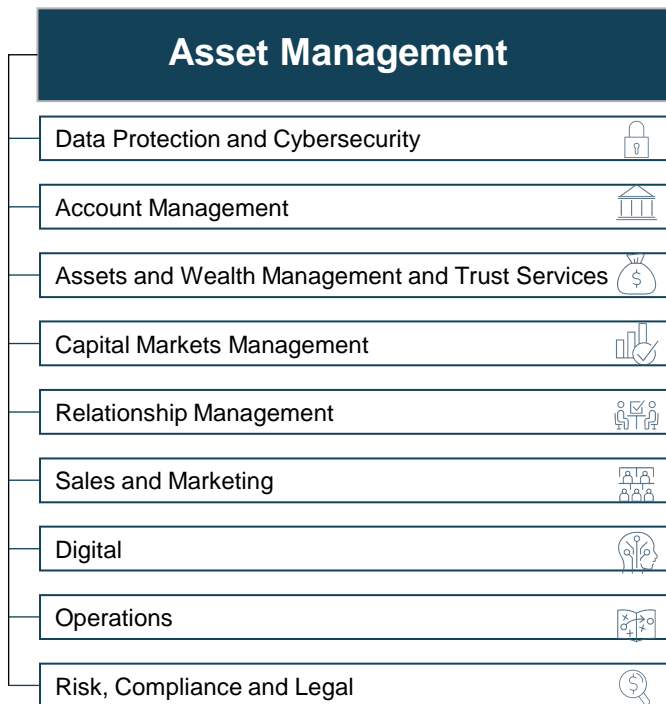 Asset Management
Data Protection and Cybersecurity
Account Management
Assets and Wealth Management and Trust Services
Capital Markets Management
Relationship Management
Sales and Marketing
Digital
Operations
Risk, Compliance and Legal